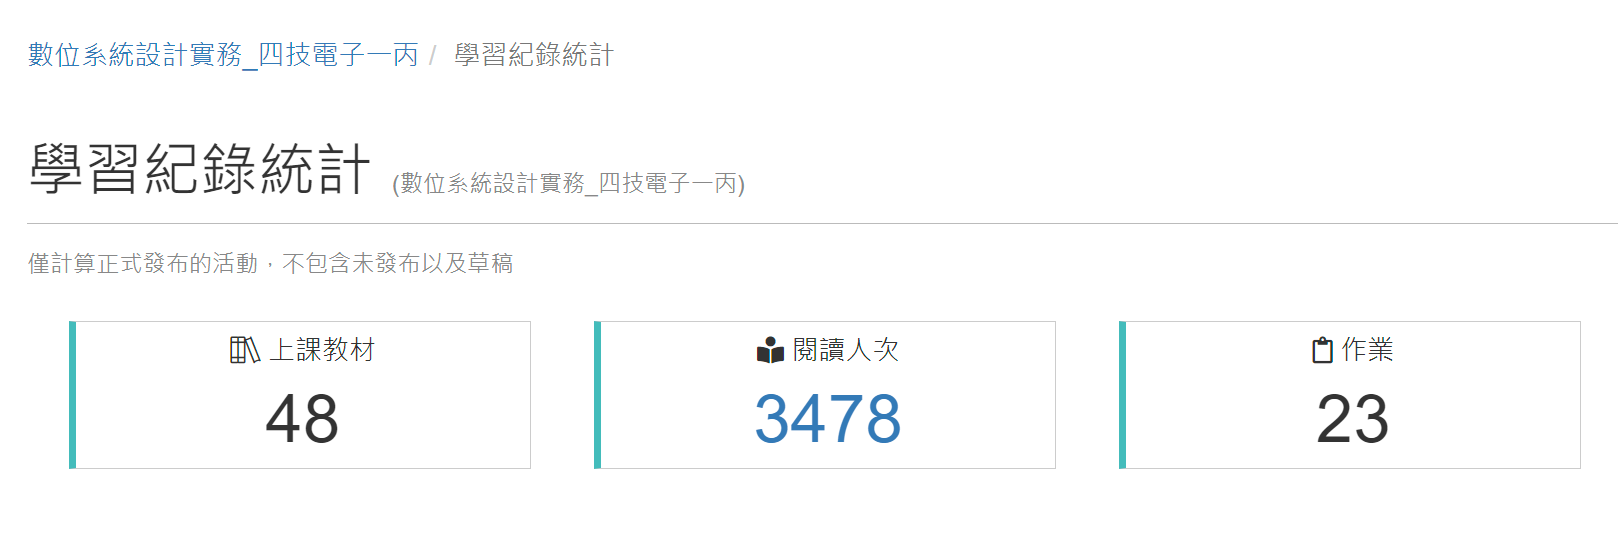 數位系統設計實務_四技電子一丙 / 學習紀錄統計
學習紀錄統計 (數位系統設計實務_四技電子一丙)
僅計算正式發布的活動，不包含未發布以及草稿
上課教材
48
閱讀人次
3478
作業
23